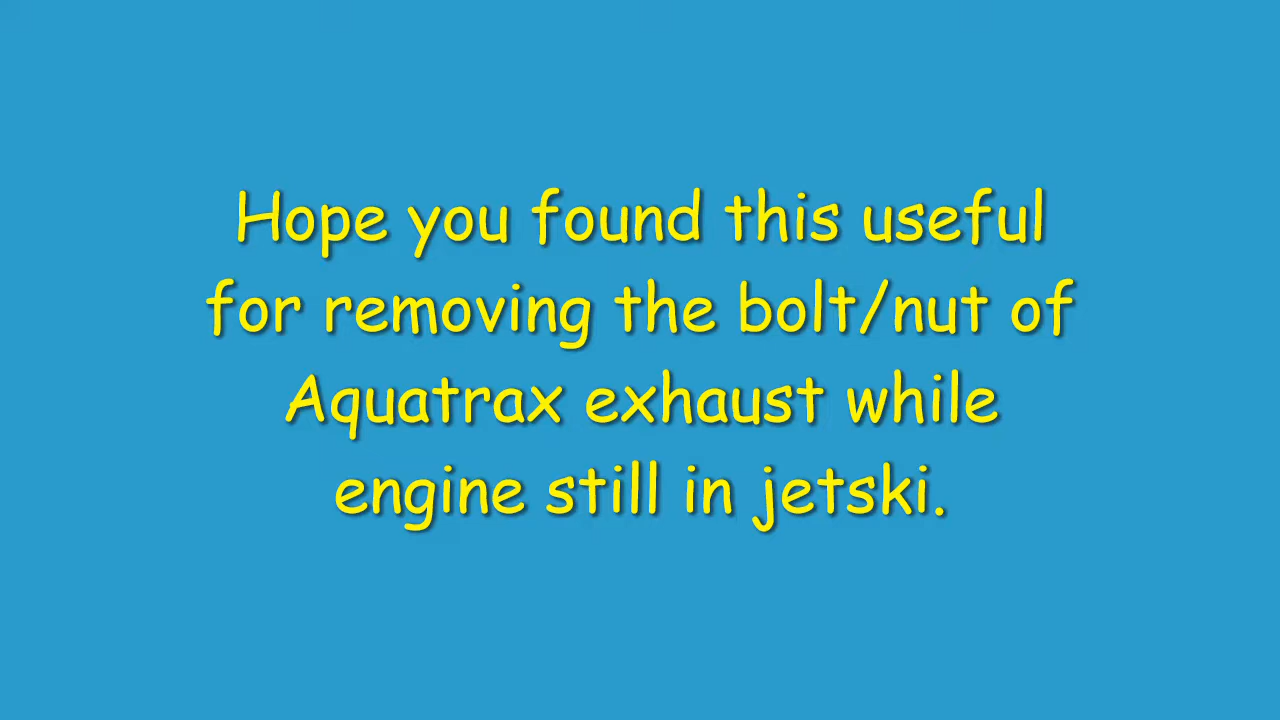 Hope you found this useful
for removing the bolt/nut of
Aquatrax exhaust while
engine still in jetski.